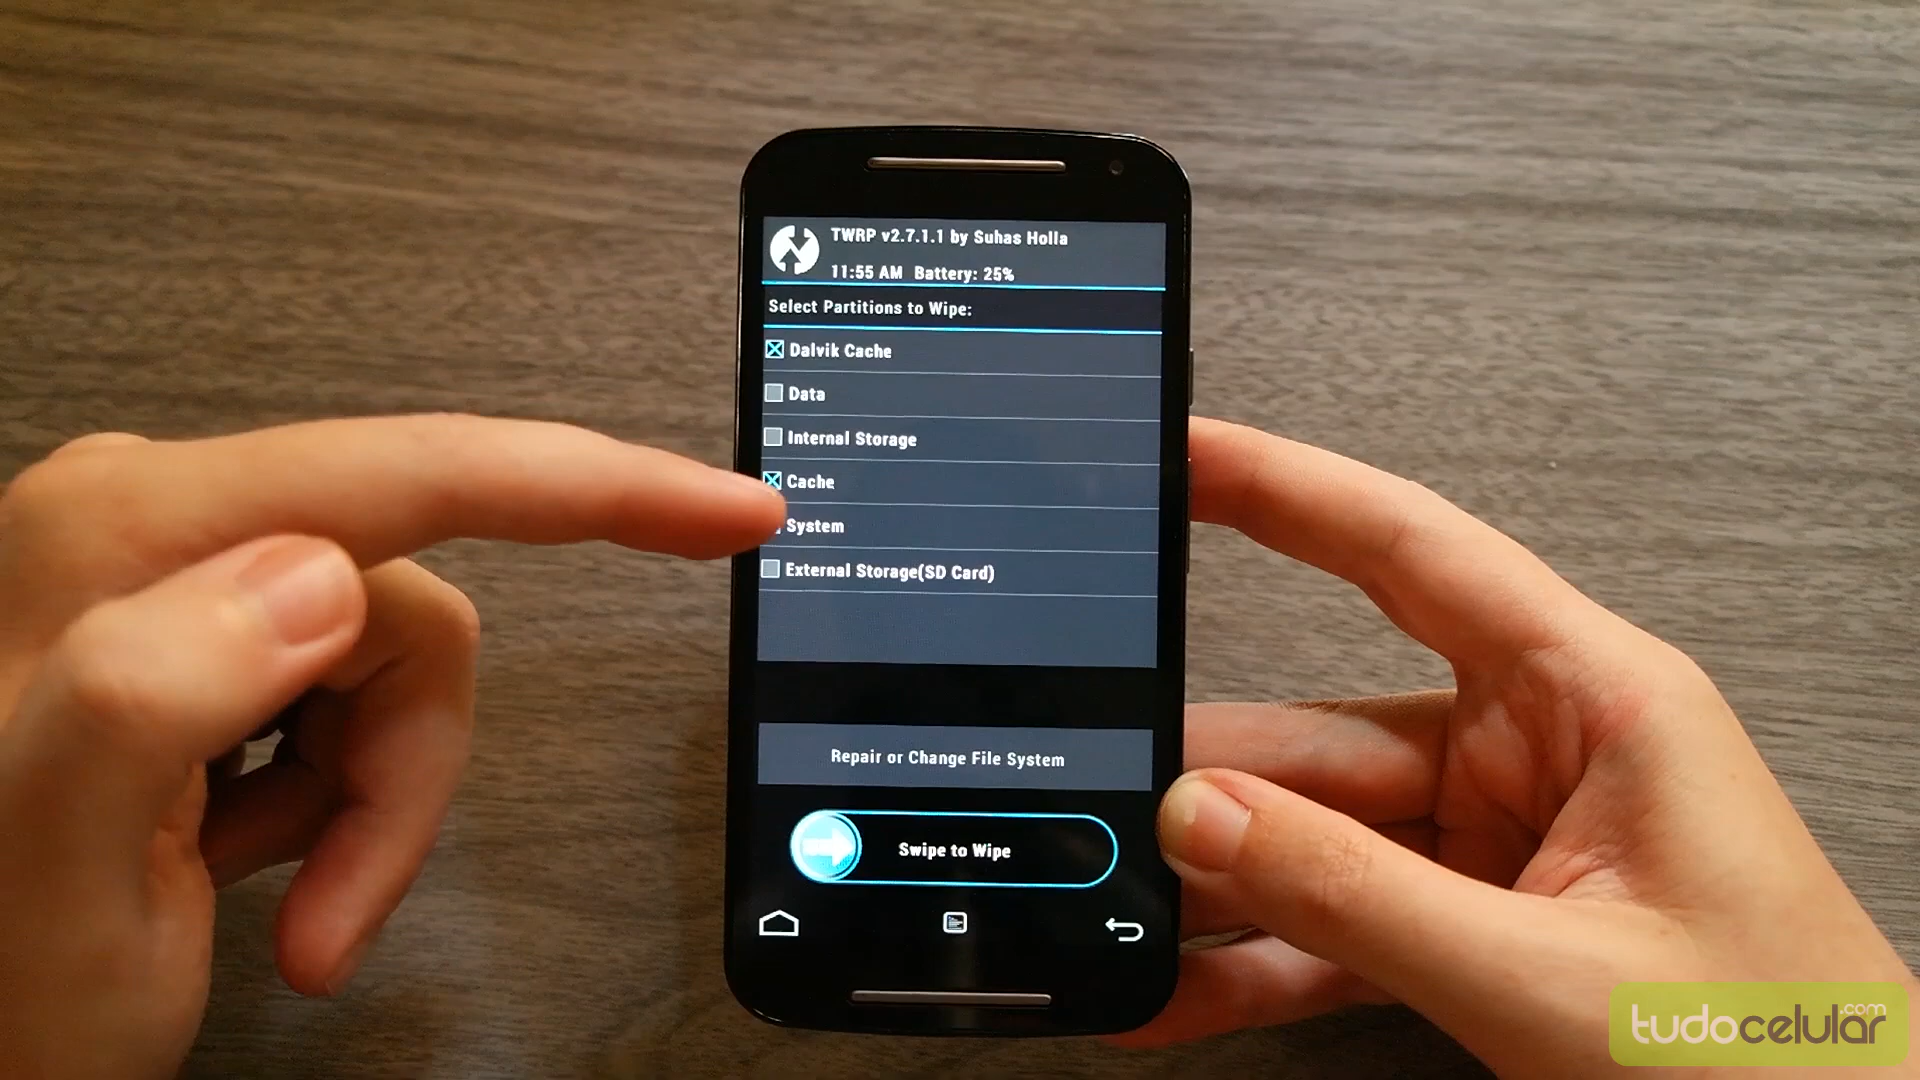 TWRP v2.7.1.1 by Suhas Holla
11:55 AM Battery: 25%
Select Partitions to Wipe:
Dalvik Cache
Data
Internal Storage
Cache
System
External Storage(SD Card)
Repair or Change File System
Swipe to Wipe
tudocelular.com